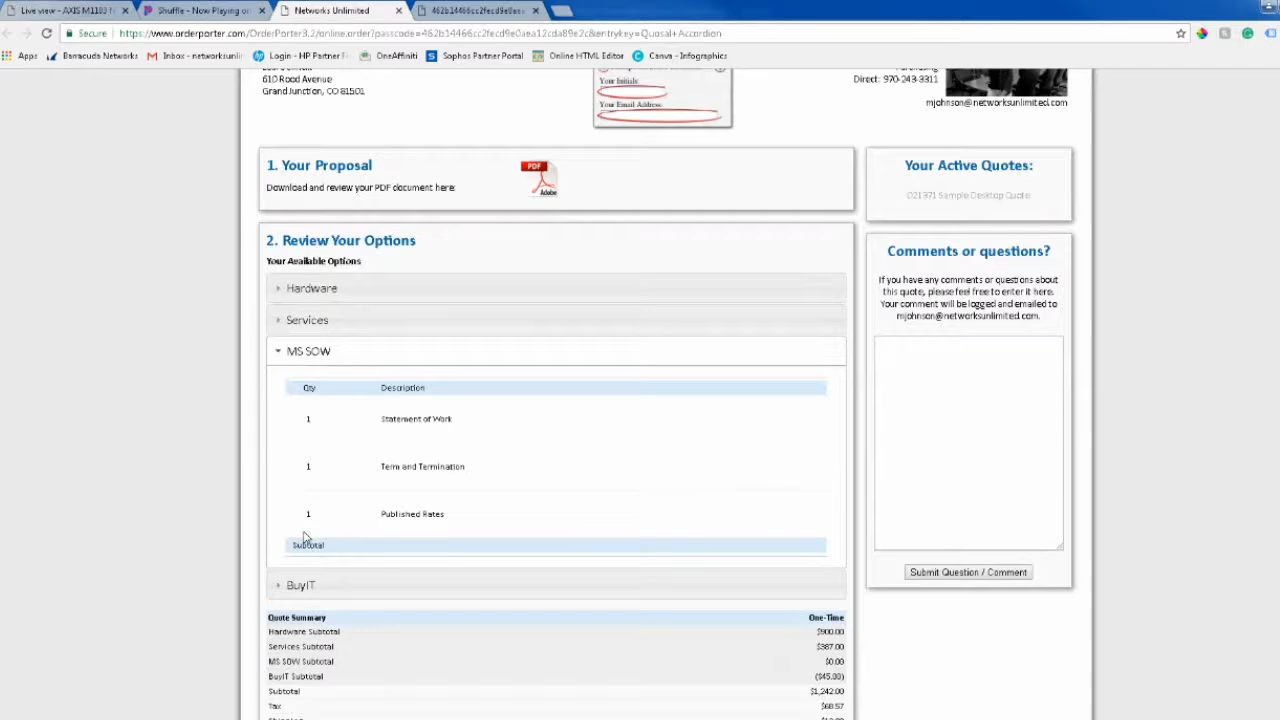 Live view - AXIS M1103 N
Shuffle - Now Playing on
Networks Unlimited
462b14466cc2fecd9e0aea
Secure
https://www.orderporter.com/OrderPorter3.2/online.order?passcode=462b14466cc2fecd9e0aea12cda89e2c&entrykey=Quosal+Accordion
Apps
Barracuda Networks
Inbox - networksunli
Login - HP Partner F
OneAffiniti
Sophos Partner Portal
Online HTML Editor
Canva - Infographics
610 Rood Avenue
Grand Junction, CO 81501
Your Initials:
Your Email Address:
Direct: 970-243-3311
mjohnson@networksunlimited.com
1. Your Proposal
Download and review your PDF document here:
PDF
Adobe
Your Active Quotes:
021371 Sample Desktop Quote
2. Review Your Options
Your Available Options
Hardware
Services
MS SOW
Qty Description
1 Statement of Work
1 Term and Termination
1 Published Rates
Subtotal
BuyIT
Quote Summary One-Time
Hardware Subtotal $900.00
Services Subtotal $387.00
MS SOW Subtotal $0.00
BuyIT Subtotal ($45.00)
Subtotal $1,242.00
Tax $68.57
Comments or questions?
If you have any comments or questions about
this quote, please feel free to enter it here.
Your comment will be logged and emailed to
mjohnson@networksunlimited.com.
Submit Question / Comment